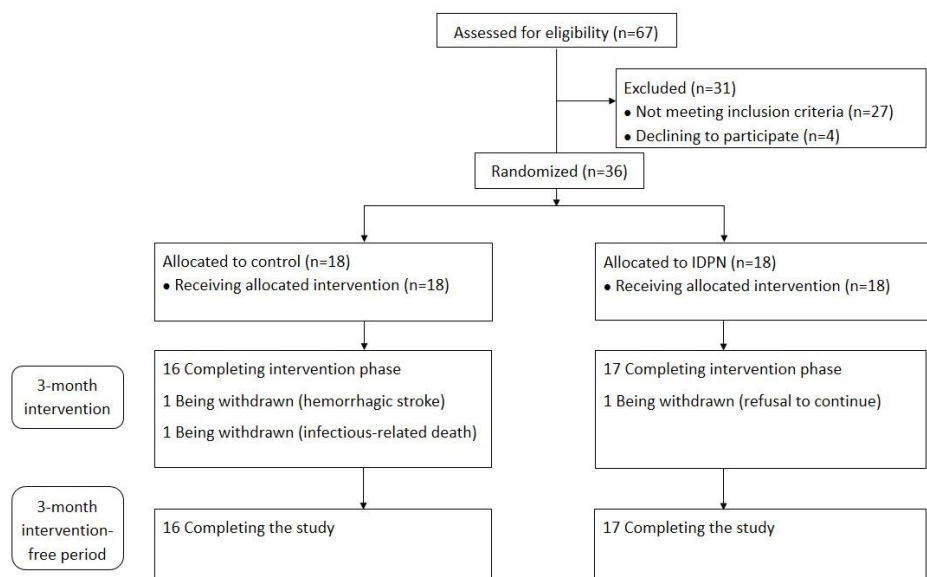 Assessed for eligibility (n=67)
Excluded (n=31)
● Not meeting inclusion criteria (n=27)
● Declining to participate (n=4)
Randomized (n=36)
Allocated to control (n=18)
● Receiving allocated intervention (n=18)
Allocated to IDPN (n=18)
● Receiving allocated intervention (n=18)
3-month
intervention
16 Completing intervention phase
1 Being withdrawn (hemorrhagic stroke)
1 Being withdrawn (infectious-related death)
17 Completing intervention phase
1 Being withdrawn (refusal to continue)
3-month
intervention-
free period
16 Completing the study
17 Completing the study